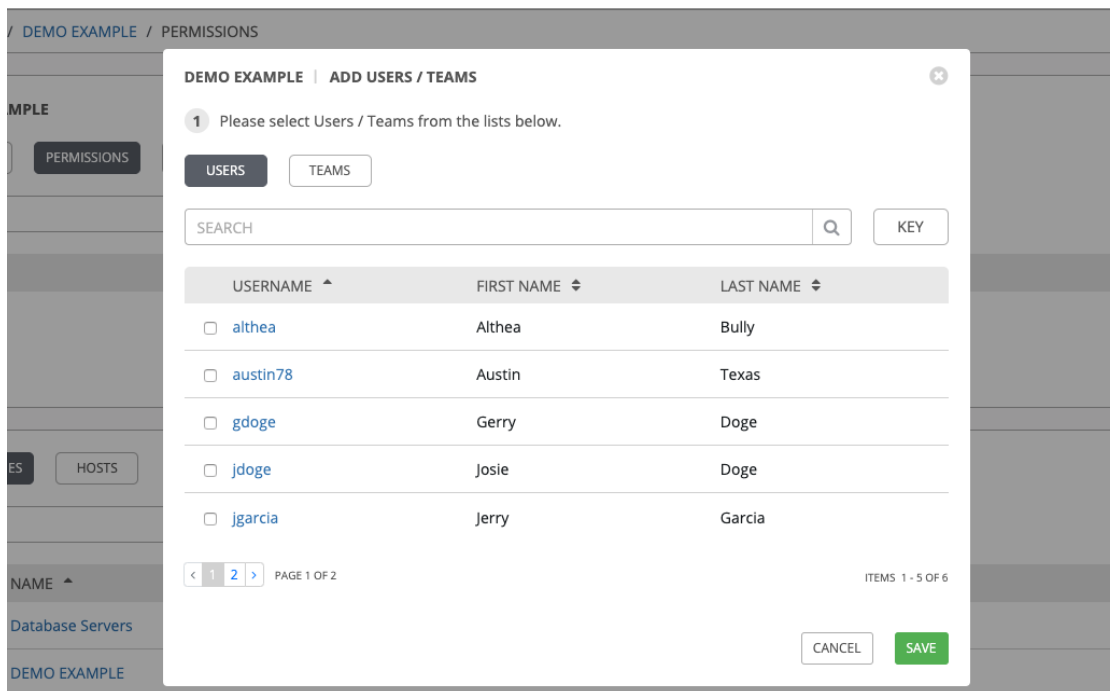 / DEMO EXAMPLE / PERMISSIONS
MPLE
PERMISSIONS
ES
HOSTS
NAME
Database Servers
DEMO EXAMPLE
DEMO EXAMPLE | ADD USERS / TEAMS
1 Please select Users / Teams from the lists below.
USERS TEAMS
SEARCH KEY
USERNAME FIRST NAME LAST NAME
althea Althea Bully
austin78 Austin Texas
gdoge Gerry Doge
jdoge Josie Doge
jgarcia Jerry Garcia
< 1 2 > PAGE 1 OF 2 ITEMS 1 - 5 OF 6
CANCEL SAVE